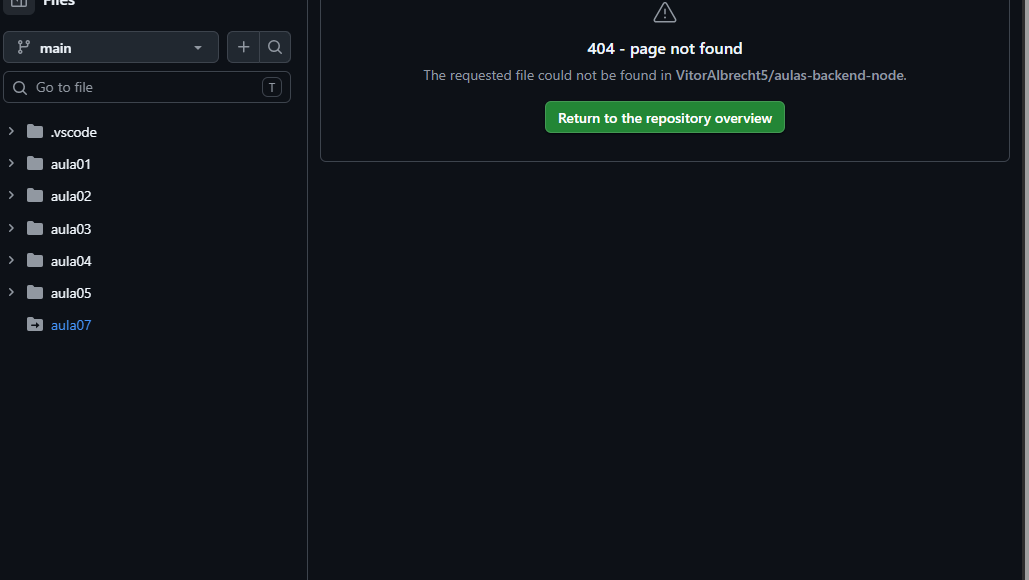 Files
main
Go to file
T
.vscode
aula01
aula02
aula03
aula04
aula05
aula07
404 - page not found
The requested file could not be found in VitorAlbrecht5/aulas-backend-node.
Return to the repository overview